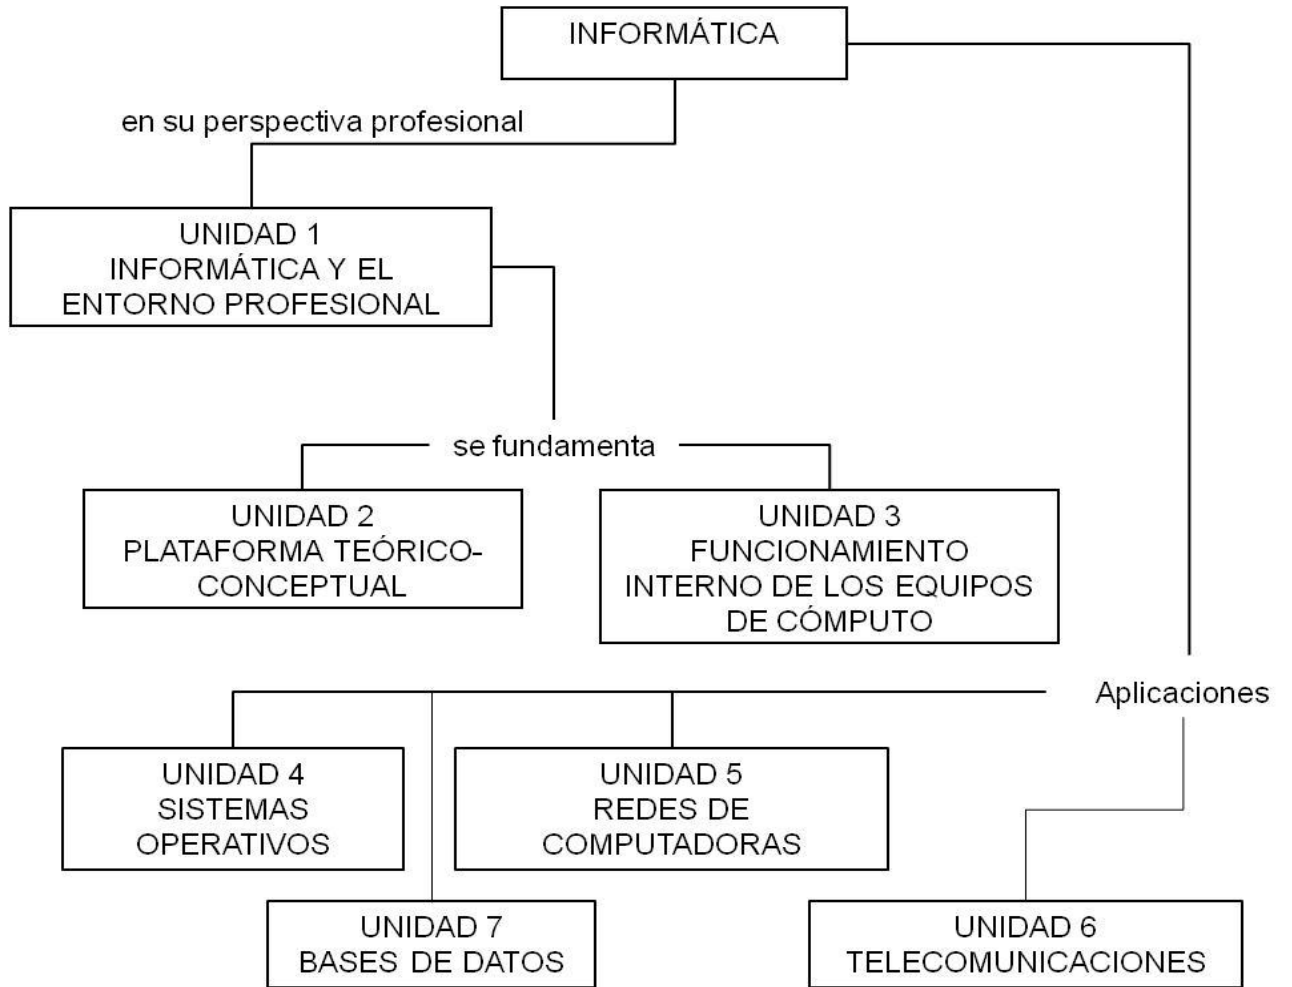 INFORMÁTICA
en su perspectiva profesional
UNIDAD 1
INFORMÁTICA Y EL
ENTORNO PROFESIONAL
se fundamenta
UNIDAD 2
PLATAFORMA TEÓRICO-
CONCEPTUAL
UNIDAD 3
FUNCIONAMIENTO
INTERNO DE LOS EQUIPOS
DE CÓMPUTO
Aplicaciones
UNIDAD 4
SISTEMAS
OPERATIVOS
UNIDAD 5
REDES DE
COMPUTADORAS
UNIDAD 7
BASES DE DATOS
UNIDAD 6
TELECOMUNICACIONES